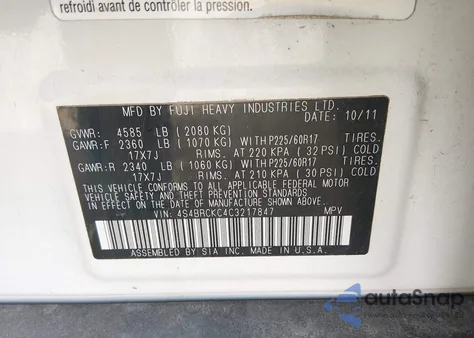 refroidi avant de contrôler la pression.
MFD BY FUJI HEAVY INDUSTRIES LTD.
DATE: 10/11
GVWR: 4585 LB (2080 KG)
GAWR:F 2360 LB (1070 KG) WITH P225/60R17 TIRES.
17X7J RIMS. AT 220 KPA (32 PSI) COLD
GAWR:R 2340 LB (1060 KG) WITH P225/60R17 TIRES.
17X7J RIMS. AT 210 KPA (30 PSI) COLD
THIS VEHICLE CONFORMS TO ALL APPLICABLE FEDERAL MOTOR
VEHICLE SAFETY AND THEFT PREVENTION STANDARDS IN EFFECT
ON THE DATE OF MANUFACTURE SHOWN ABOVE.
VIN: 4S4BRCKC4C3217847 MPV
ASSEMBLED BY SIA INC. MADE IN U.S.A.
autoSnap